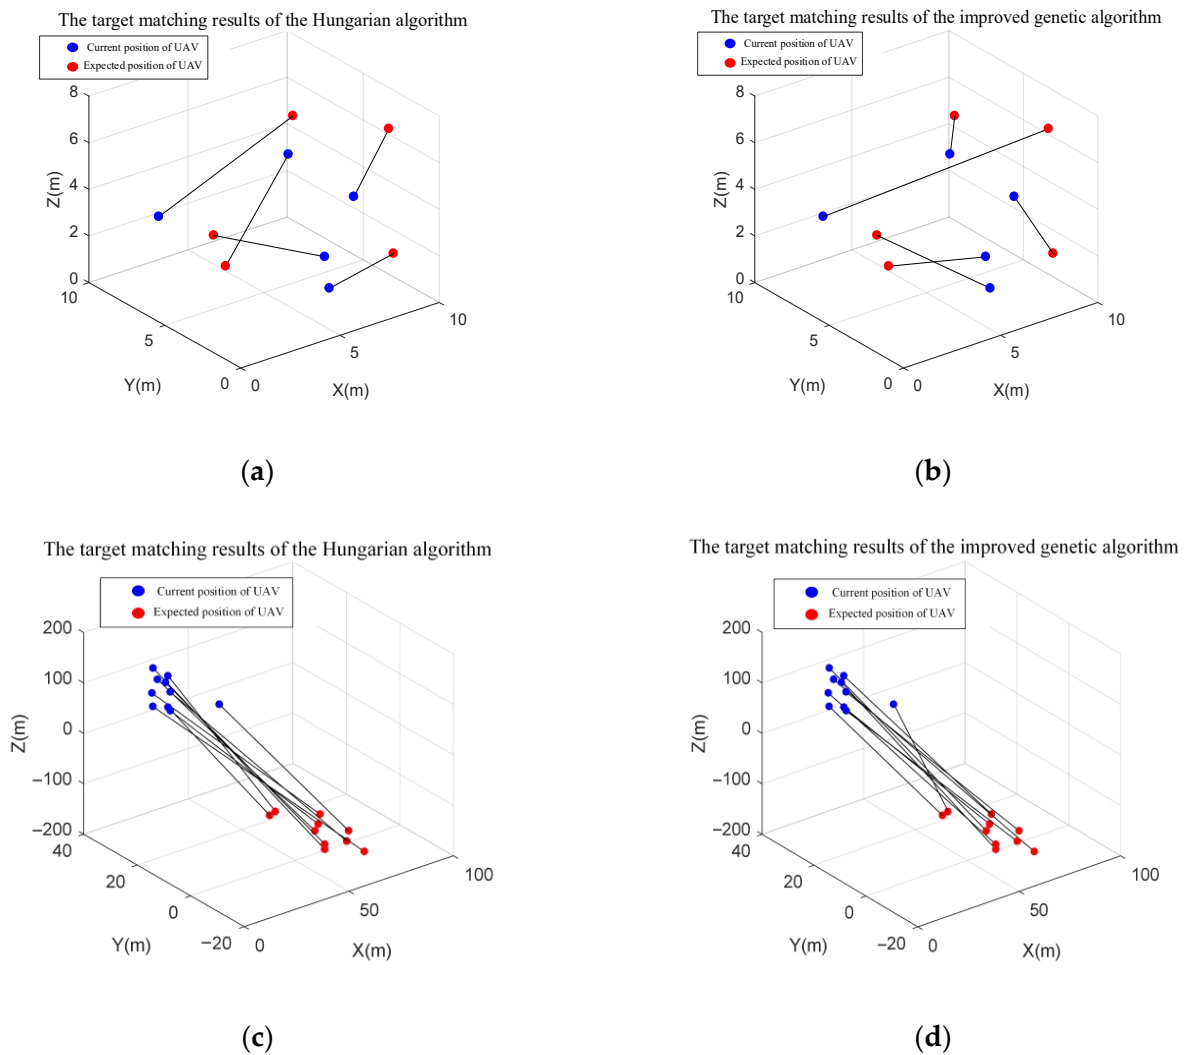 The target matching results of the Hungarian algorithm
Current position of UAV
Expected position of UAV
8
6
4
2
0
Z(m)
10
5
0
Y(m)
0
5
10
X(m)
(a)
The target matching results of the improved genetic algorithm
Current position of UAV
Expected position of UAV
8
6
4
2
0
Z(m)
10
5
0
Y(m)
0
5
10
X(m)
(b)
The target matching results of the Hungarian algorithm
Current position of UAV
Expected position of UAV
200
100
0
−100
−200
Z(m)
40
20
0
−20
Y(m)
0
50
100
X(m)
(c)
The target matching results of the improved genetic algorithm
Current position of UAV
Expected position of UAV
200
100
0
−100
−200
Z(m)
40
20
0
−20
Y(m)
0
50
100
X(m)
(d)